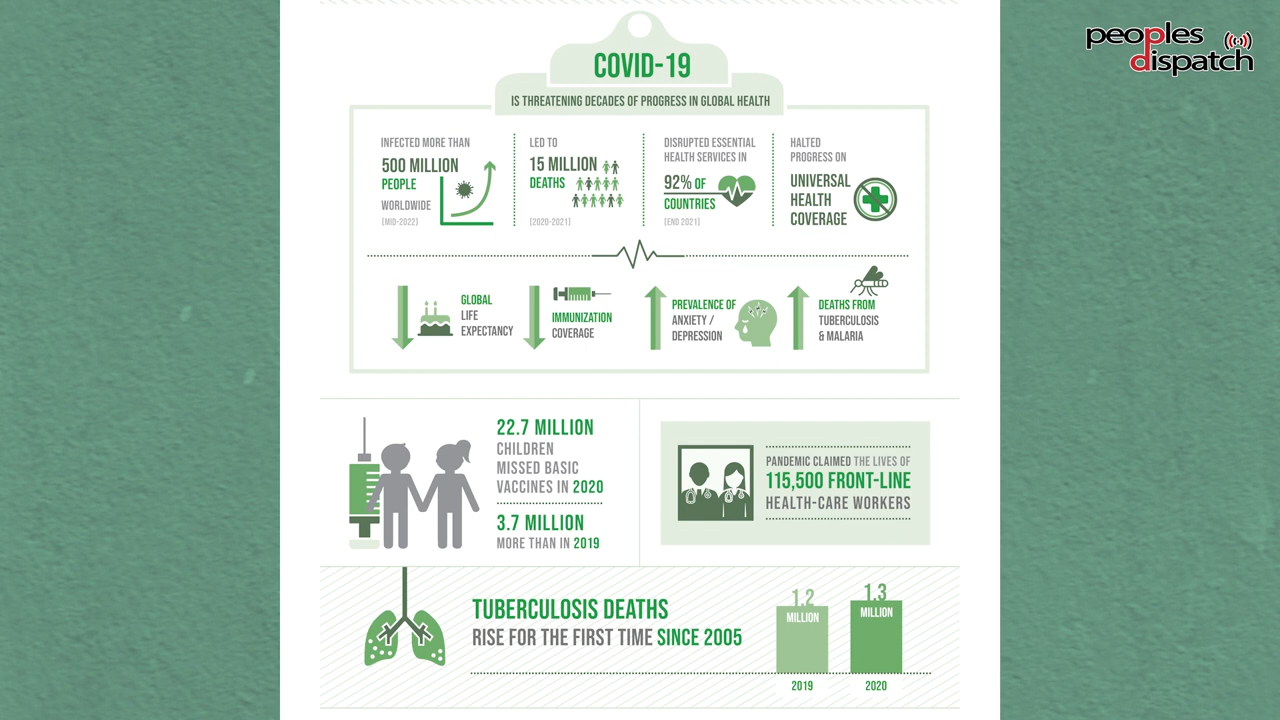 peoples
dispatch
COVID-19
IS THREATENING DECADES OF PROGRESS IN GLOBAL HEALTH
INFECTED MORE THAN
500 MILLION
PEOPLE
WORLDWIDE
(MID-2022)
LED TO
15 MILLION
DEATHS
(2020-2021)
DISRUPTED ESSENTIAL
HEALTH SERVICES IN
92% OF
COUNTRIES
(END 2021)
HALTED
PROGRESS ON
UNIVERSAL
HEALTH
COVERAGE
GLOBAL
LIFE
EXPECTANCY
IMMUNIZATION
COVERAGE
PREVALENCE OF
ANXIETY /
DEPRESSION
DEATHS FROM
TUBERCULOSIS
& MALARIA
22.7 MILLION
CHILDREN
MISSED BASIC
VACCINES IN 2020
3.7 MILLION
MORE THAN IN 2019
PANDEMIC CLAIMED THE LIVES OF
115,500 FRONT-LINE
HEALTH-CARE WORKERS
TUBERCULOSIS DEATHS
RISE FOR THE FIRST TIME SINCE 2005
1.2
MILLION
2019
1.3
MILLION
2020